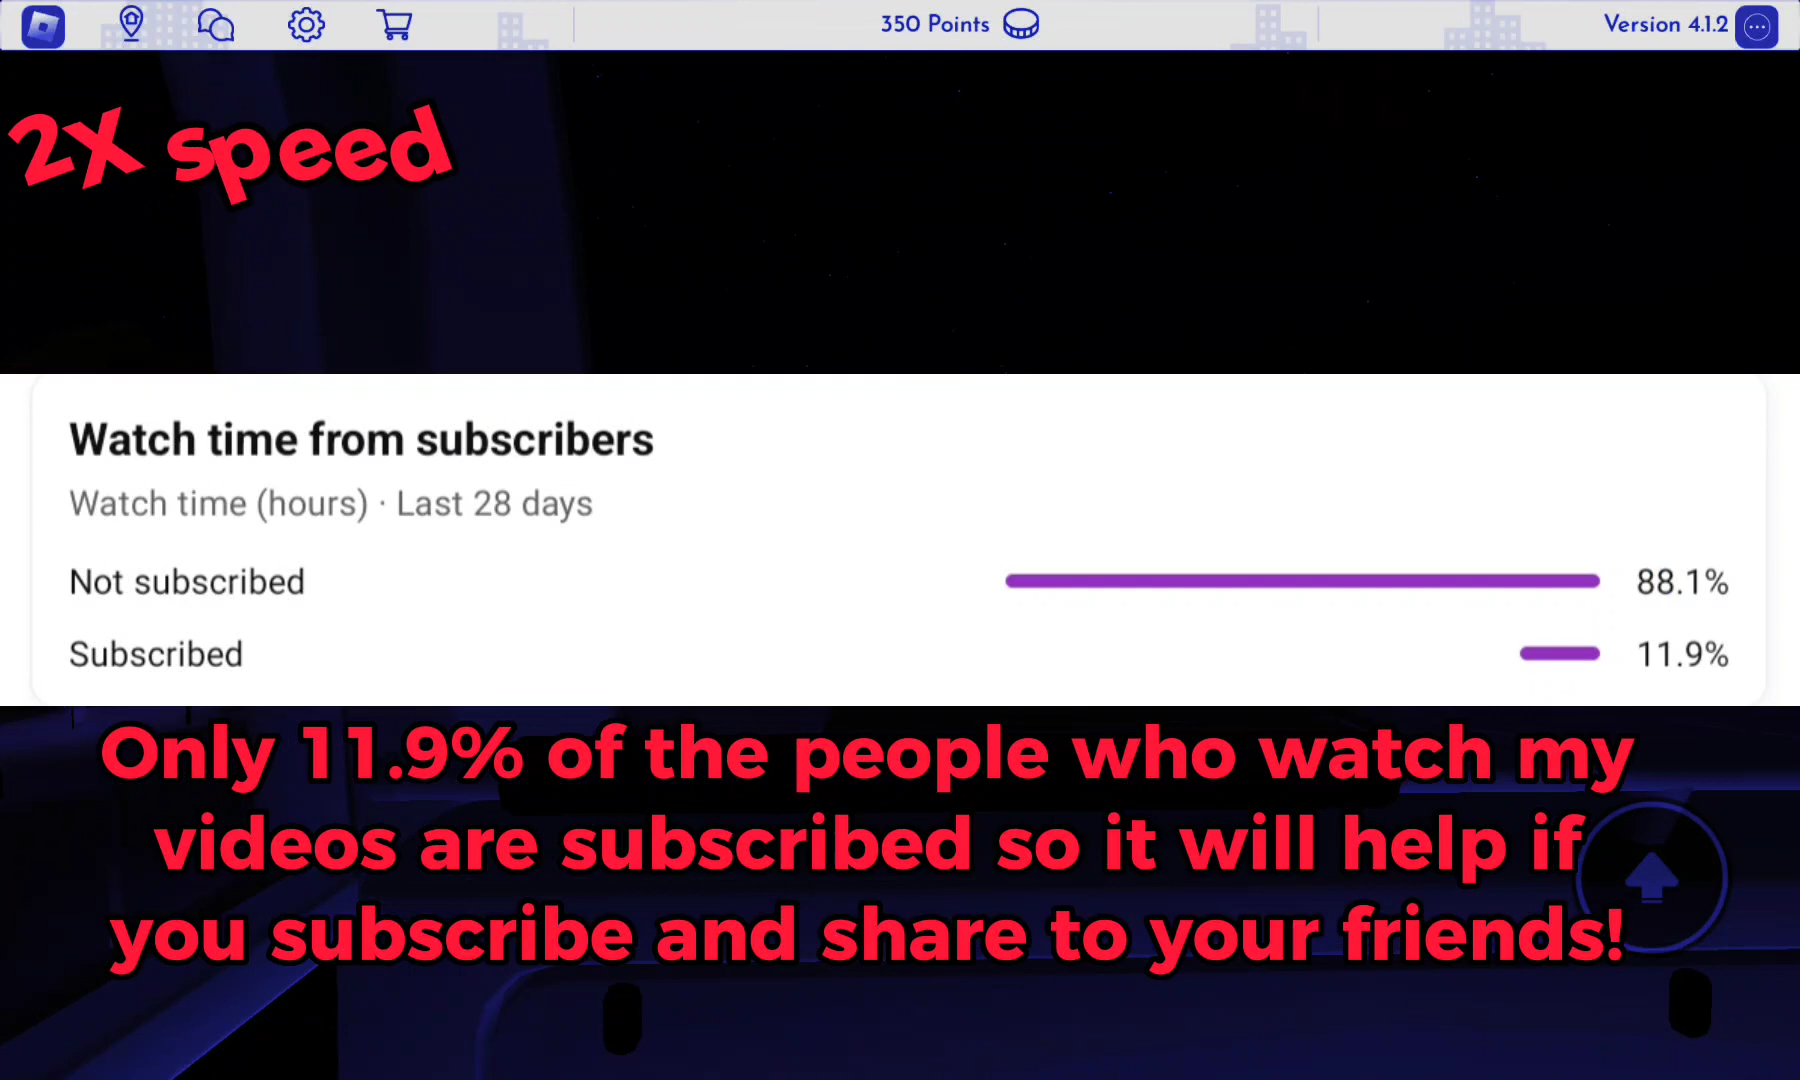 350 Points
Version 4.1.2
2X speed
Watch time from subscribers
Watch time (hours) · Last 28 days
Not subscribed 88.1%
Subscribed 11.9%
Only 11.9% of the people who watch my
videos are subscribed so it will help if
you subscribe and share to your friends!